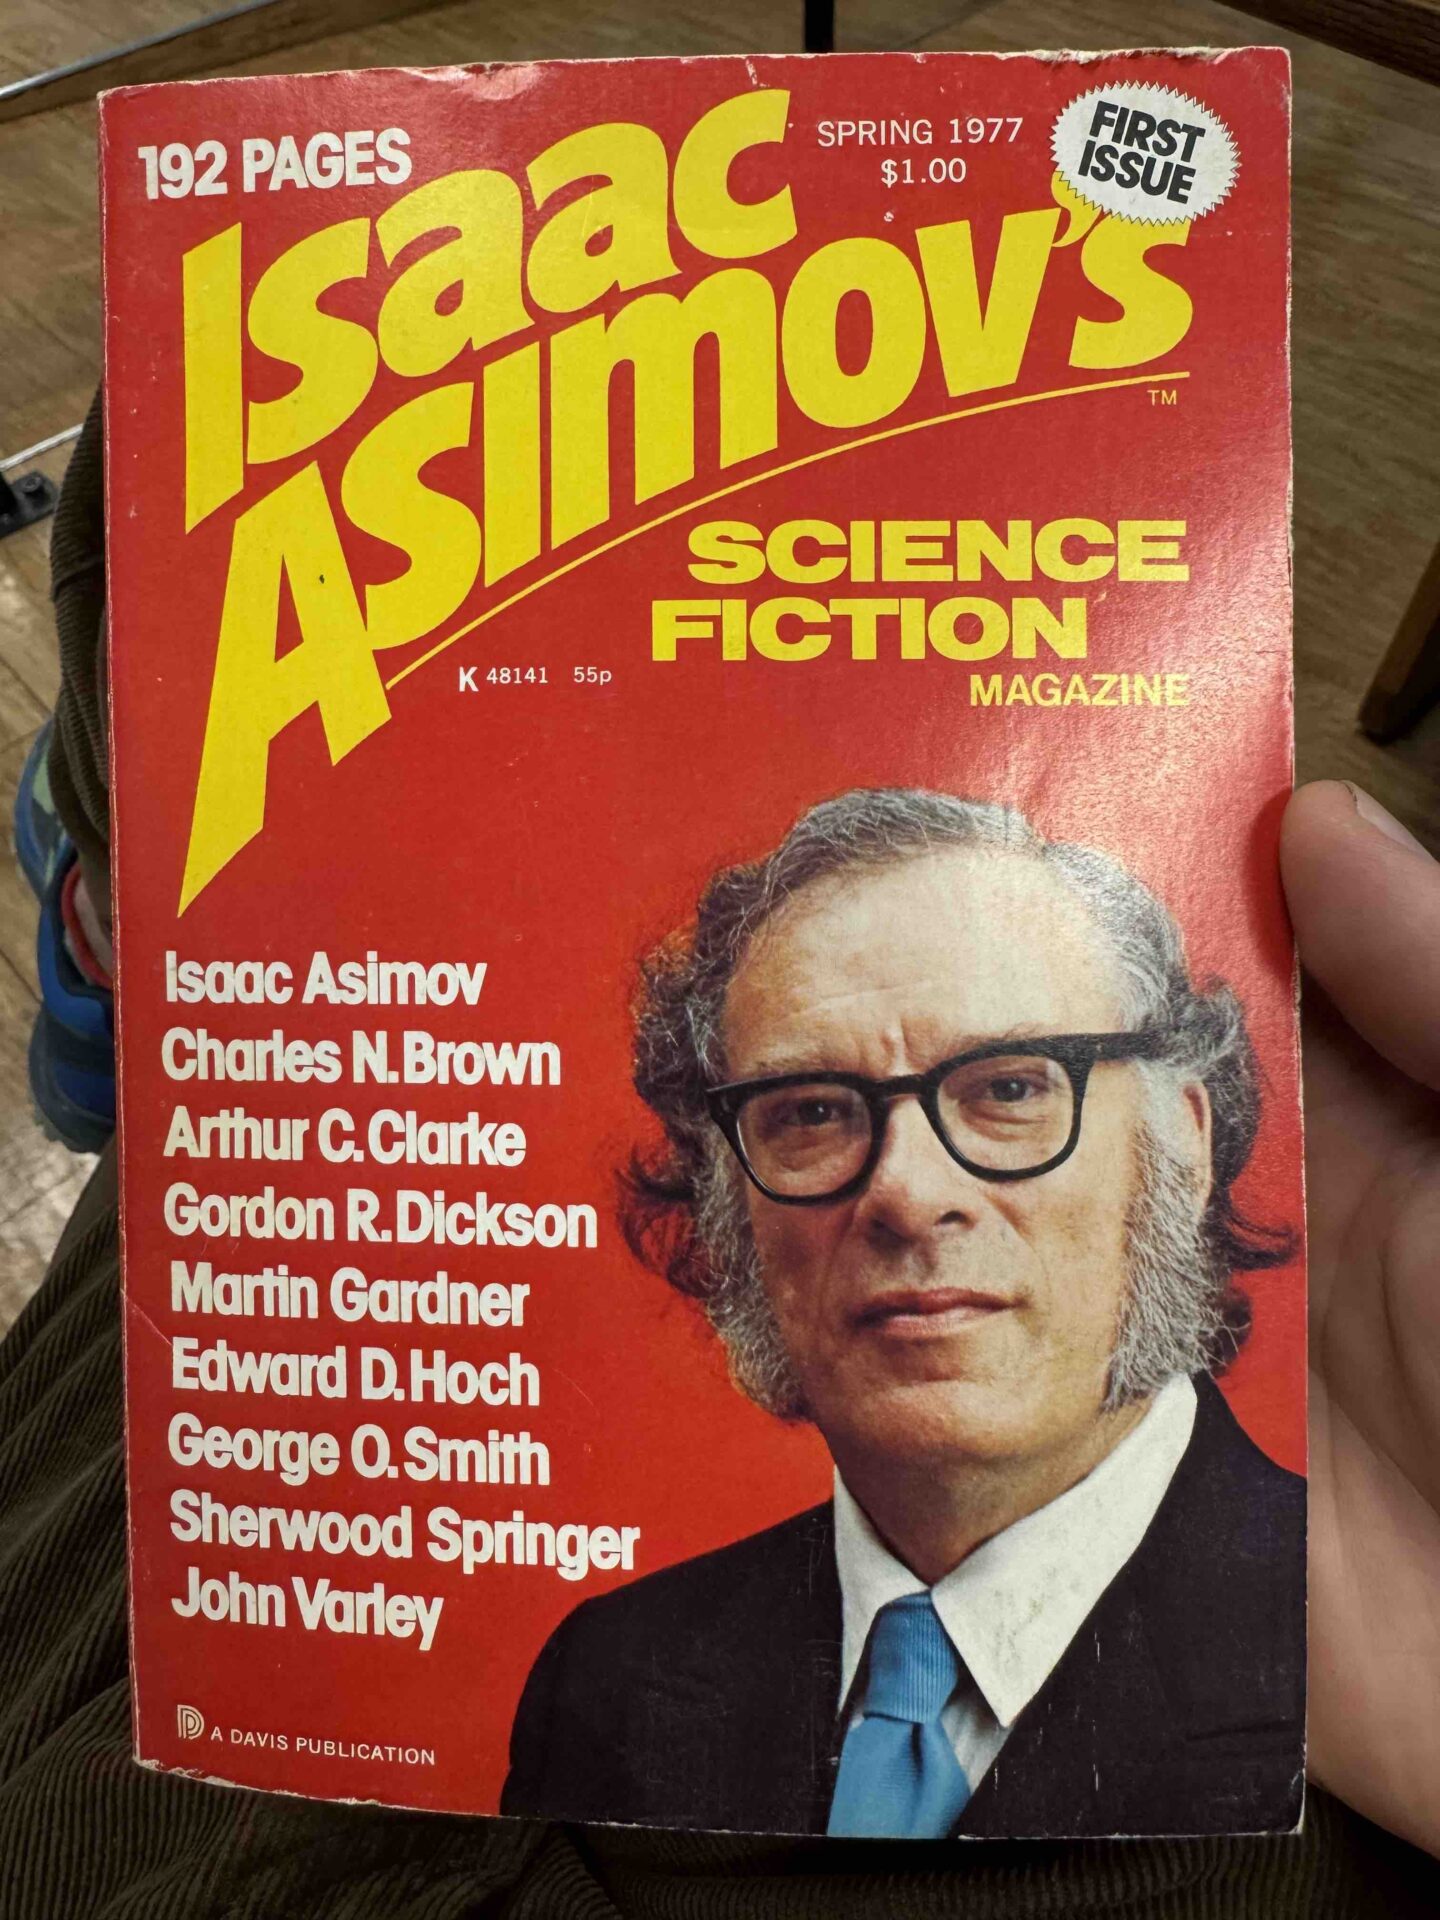 192 PAGES
SPRING 1977
$1.00
FIRST
ISSUE
Isaac
Asimov's
TM
SCIENCE
FICTION
MAGAZINE
K 48141 55p
Isaac Asimov
Charles N. Brown
Arthur C. Clarke
Gordon R. Dickson
Martin Gardner
Edward D. Hoch
George O. Smith
Sherwood Springer
John Varley
D A DAVIS PUBLICATION